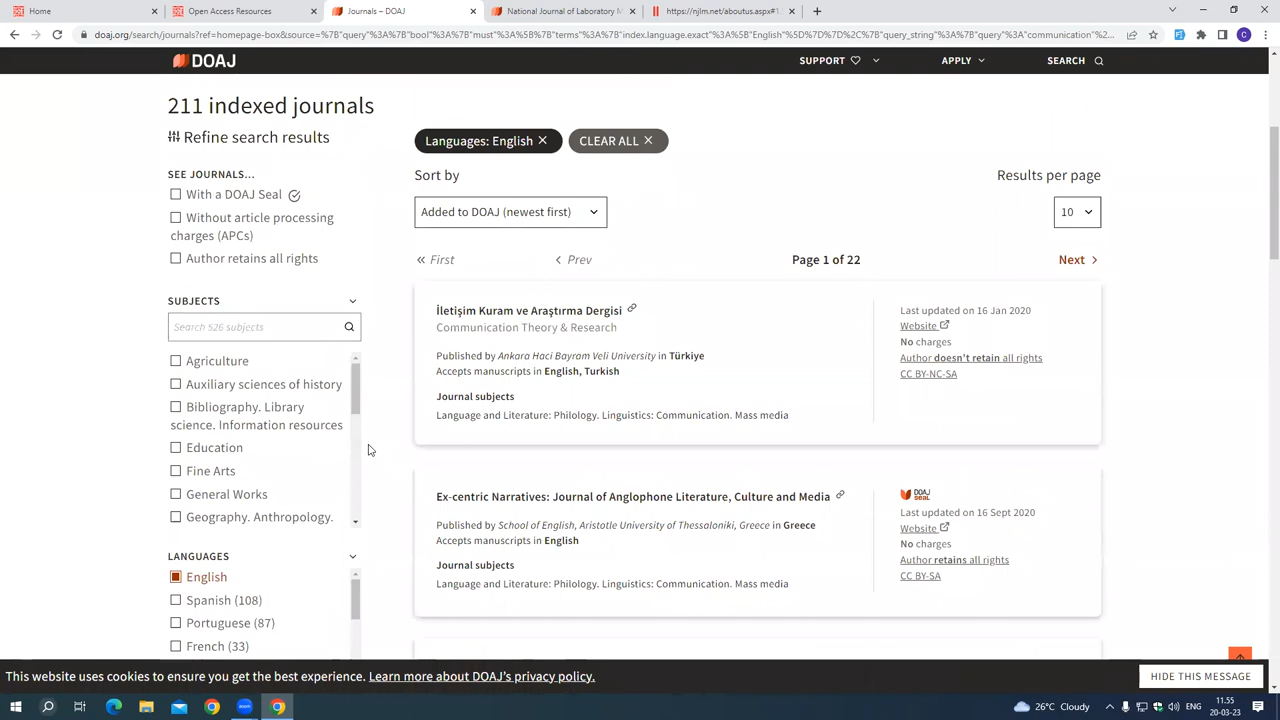 Home
Open Access Resources
Journals – DOAJ
National Journal of Laboratory M
https://njlm.net/aboutus.aspx#1.
doaj.org/search/journals?ref=homepage-box&source=%7B"query"%3A%7B"bool"%3A%7B"must"%3A%5B%7B"terms"%3A%7B"index.language.exact"%3A%5B"English"%5D%7D%7D%2C%7B"query_string"%3A%7B"query"%3A"communication"%2C...
DOAJ
SUPPORT
APPLY
SEARCH
211 indexed journals
Refine search results
SEE JOURNALS...
With a DOAJ Seal
Without article processing
charges (APCs)
Author retains all rights
SUBJECTS
Search 526 subjects
Agriculture
Auxiliary sciences of history
Bibliography. Library
science. Information resources
Education
Fine Arts
General Works
Geography. Anthropology.
LANGUAGES
English
Spanish (108)
Portuguese (87)
French (33)
Languages: English
CLEAR ALL
Sort by
Results per page
Added to DOAJ (newest first)
10
« First
Prev
Page 1 of 22
Next
İletişim Kuram ve Araştırma Dergisi
Communication Theory & Research
Published by Ankara Haci Bayram Veli University in Türkiye
Accepts manuscripts in English, Turkish
Journal subjects
Language and Literature: Philology. Linguistics: Communication. Mass media
Last updated on 16 Jan 2020
Website
No charges
Author doesn't retain all rights
CC BY-NC-SA
Ex-centric Narratives: Journal of Anglophone Literature, Culture and Media
Published by School of English, Aristotle University of Thessaloniki, Greece in Greece
Accepts manuscripts in English
Journal subjects
Language and Literature: Philology. Linguistics: Communication. Mass media
DOAJ
seal
Last updated on 16 Sept 2020
Website
No charges
Author retains all rights
CC BY-SA
This website uses cookies to ensure you get the best experience. Learn more about DOAJ's privacy policy.
HIDE THIS MESSAGE
26°C Cloudy
ENG
11.55
20-03-23